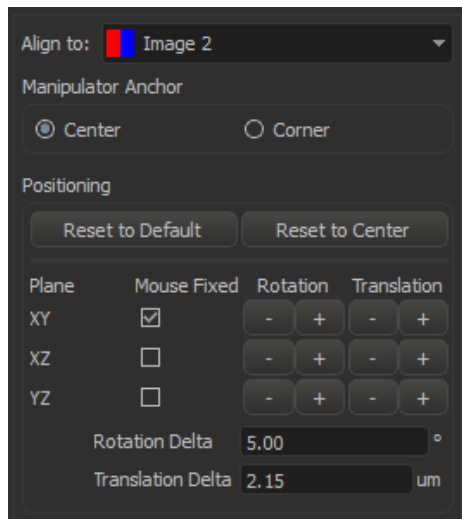 Align to: Image 2
Manipulator Anchor
Center Corner
Positioning
Reset to Default Reset to Center
Plane Mouse Fixed Rotation Translation
XY - + - +
XZ - + - +
YZ - + - +
Rotation Delta 5.00 °
Translation Delta 2.15 um